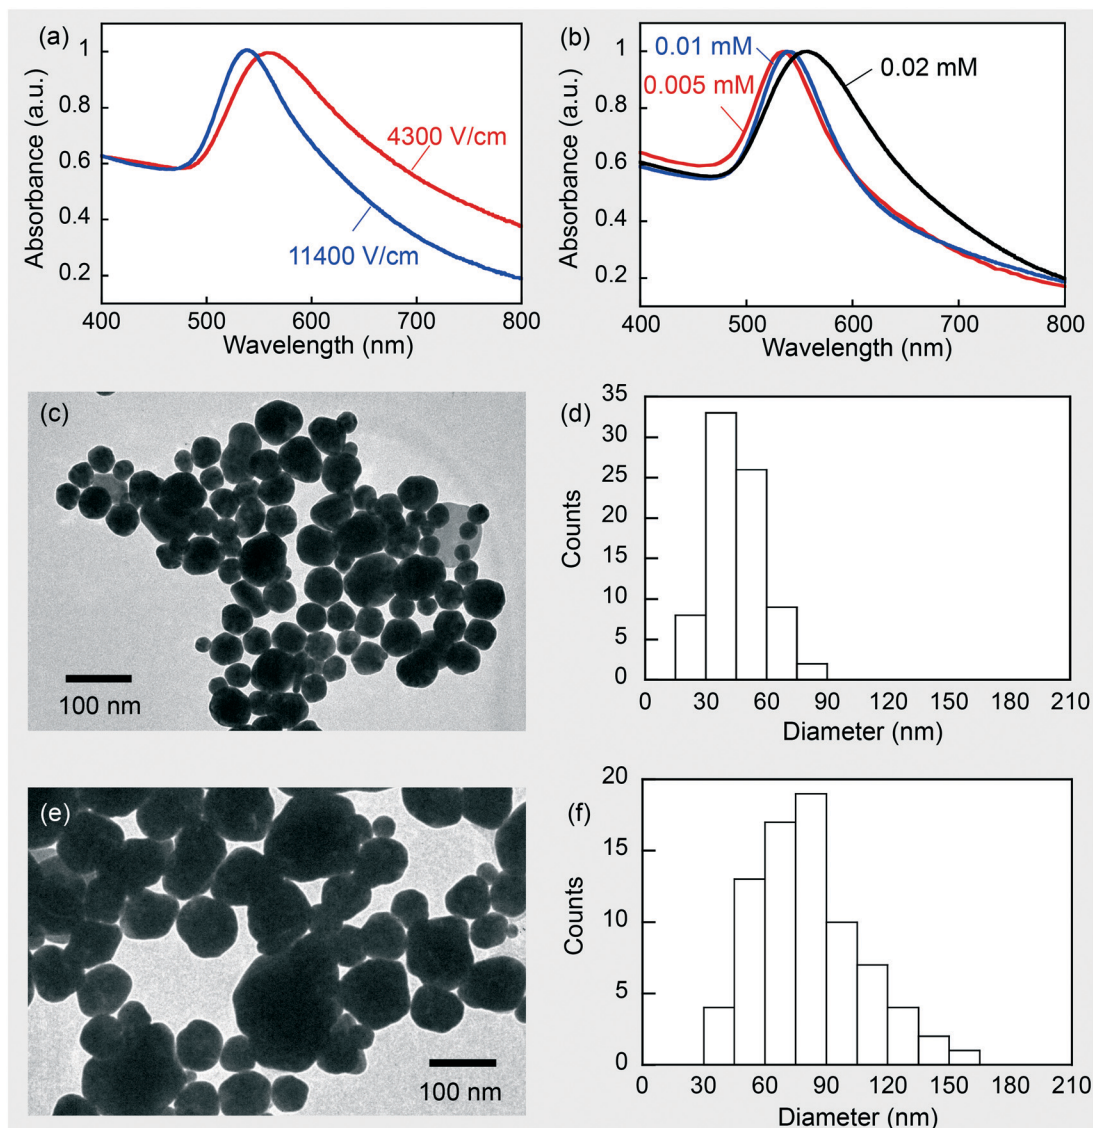 (a)
Absorbance (a.u.)
1
0.8
0.6
0.4
0.2
4300 V/cm
11400 V/cm
400 500 600 700 800
Wavelength (nm)
(b)
Absorbance (a.u.)
1
0.8
0.6
0.4
0.2
0.01 mM
0.02 mM
0.005 mM
400 500 600 700 800
Wavelength (nm)
(c)
100 nm
(d)
Counts
35
30
25
20
15
10
5
0
0 30 60 90 120 150 180 210
Diameter (nm)
(e)
100 nm
(f)
Counts
20
15
10
5
0
0 30 60 90 120 150 180 210
Diameter (nm)